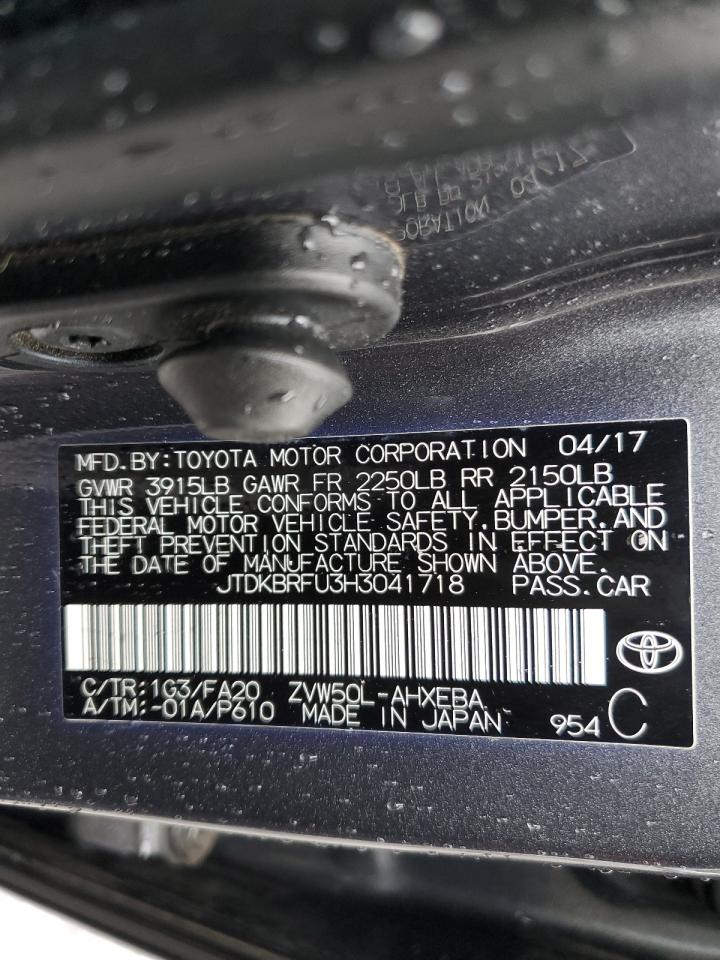 MFD.BY:TOYOTA MOTOR CORPORATION 04/17
GVWR 3915LB GAWR FR 2250LB RR 2150LB
THIS VEHICLE CONFORMS TO ALL APPLICABLE
FEDERAL MOTOR VEHICLE SAFETY,BUMPER,AND
THEFT PREVENTION STANDARDS IN EFFECT ON
THE DATE OF MANUFACTURE SHOWN ABOVE.
JTDKBRFU3H3041718 PASS.CAR
C/TR:1G3/FA20 ZVW50L-AHXEBA
A/TM:-01A/P610 MADE IN JAPAN 954 C